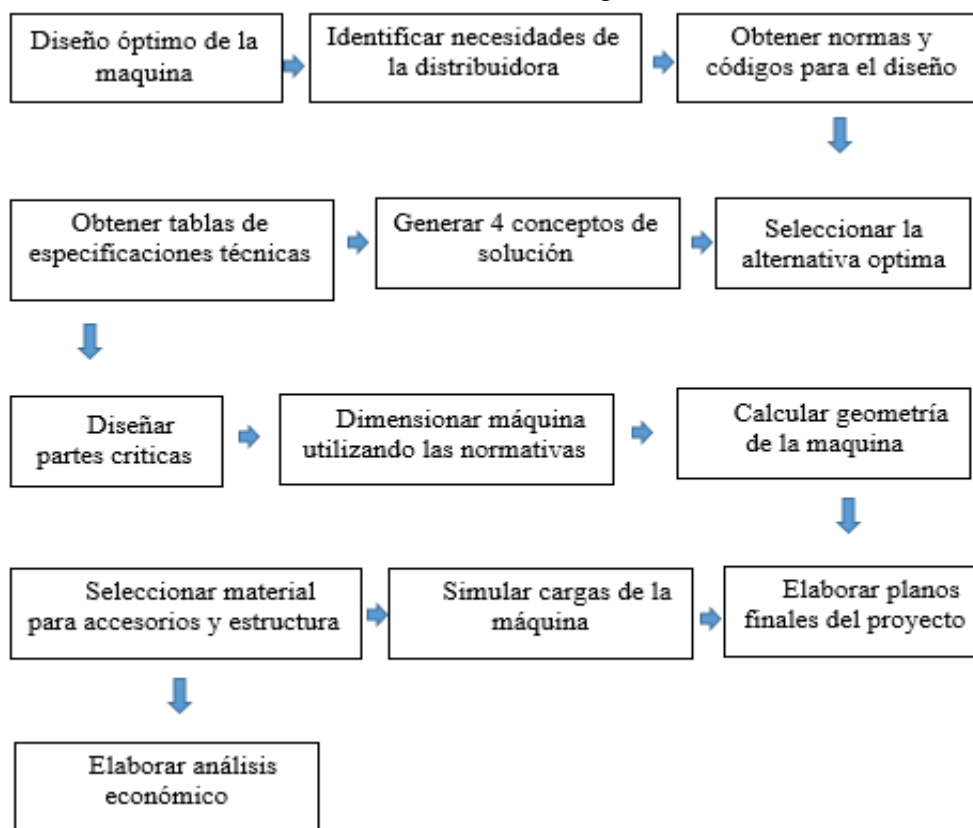 Diseño óptimo de la
maquina
Identificar necesidades de
la distribuidora
Obtener normas y
códigos para el diseño
Obtener tablas de
especificaciones técnicas
Generar 4 conceptos de
solución
Seleccionar la
alternativa optima
Diseñar
partes criticas
Dimensionar máquina
utilizando las normativas
Calcular geometría
de la maquina
Seleccionar material
para accesorios y estructura
Simular cargas de la
máquina
Elaborar planos
finales del proyecto
Elaborar análisis
económico